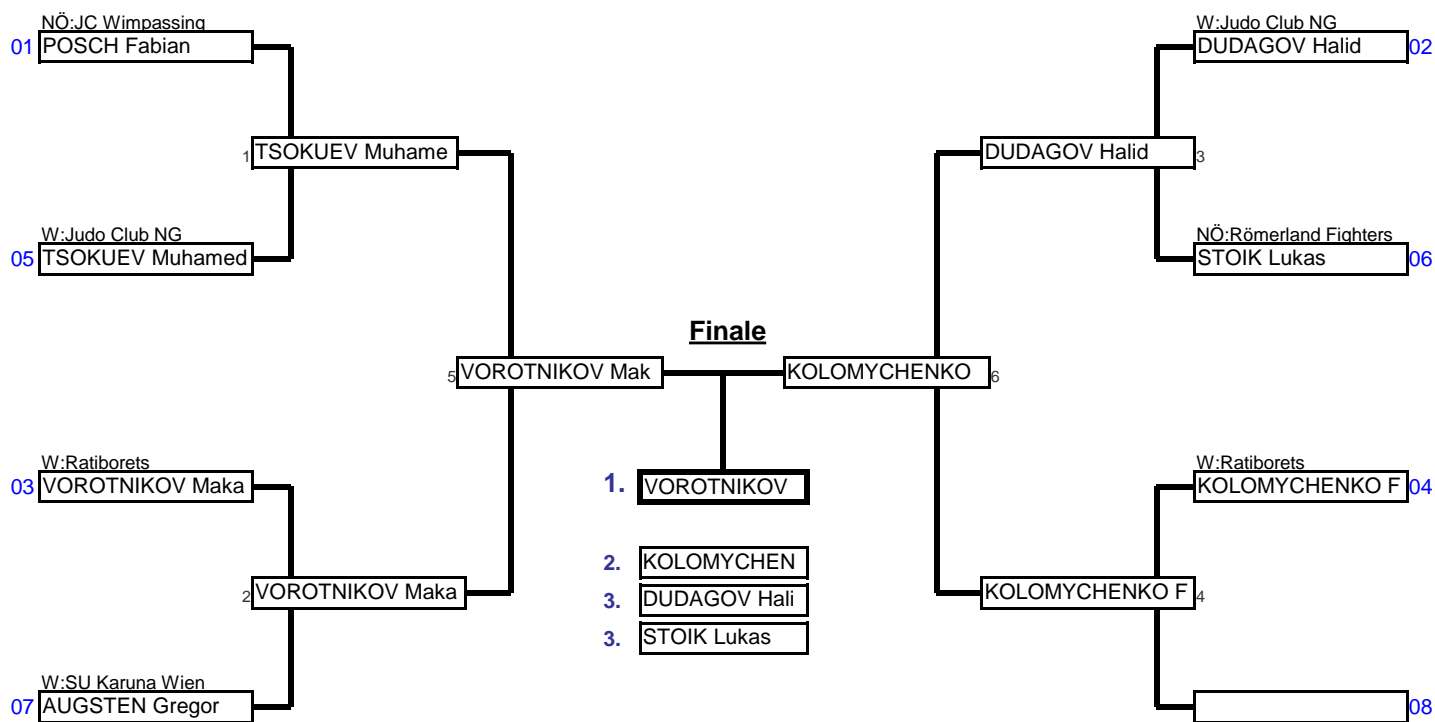 NÖ:JC Wimpassing
01 POSCH Fabian
W:Judo Club NG
DUDAGOV Halid 02
1 TSOKUEV Muhame
DUDAGOV Halid 3
W:Judo Club NG
05 TSOKUEV Muhamed
NÖ:Römerland Fighters
STOIK Lukas 06
Finale
5 VOROTNIKOV Mak
KOLOMYCHENKO 6
W:Ratiborets
03 VOROTNIKOV Maka
W:Ratiborets
KOLOMYCHENKO F 04
1. VOROTNIKOV
2. KOLOMYCHEN
3. DUDAGOV Hali
3. STOIK Lukas
2 VOROTNIKOV Maka
KOLOMYCHENKO F 4
W:SU Karuna Wien
07 AUGSTEN Gregor
08